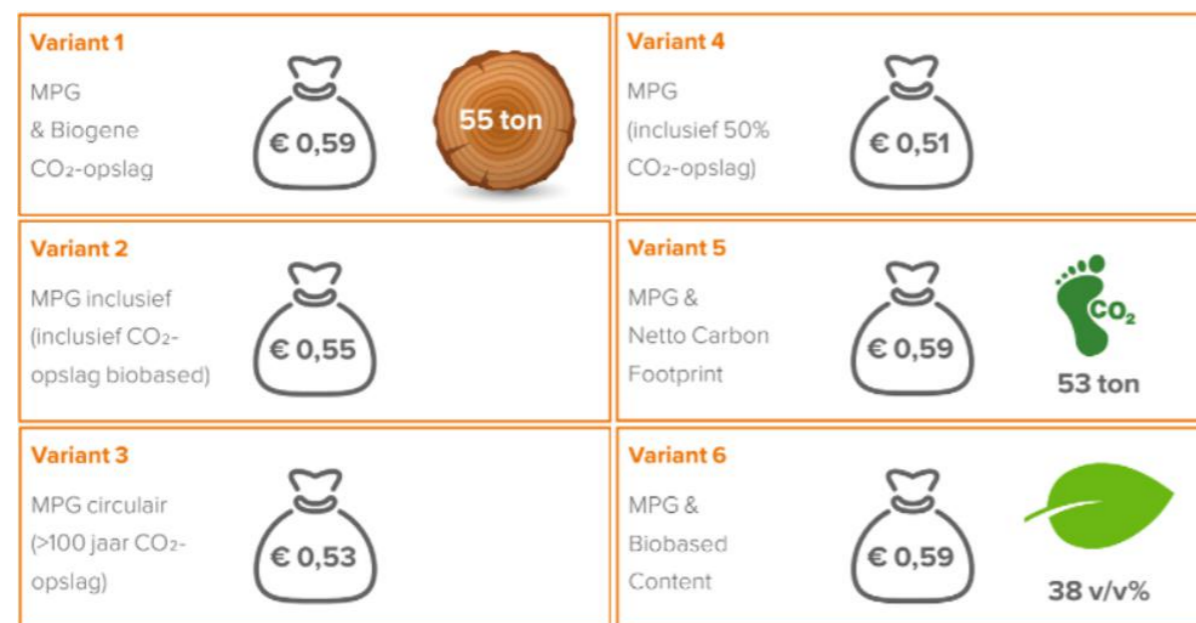 Variant 1
MPG
& Biogene
CO₂-opslag
€ 0,59
55 ton
Variant 4
MPG
(inclusief 50%
CO₂-opslag)
€ 0,51
Variant 2
MPG inclusief
(inclusief CO₂-
opslag biobased)
€ 0,55
Variant 5
MPG &
Netto Carbon
Footprint
€ 0,59
CO₂
53 ton
Variant 3
MPG circulair
(>100 jaar CO₂-
opslag)
€ 0,53
Variant 6
MPG &
Biobased
Content
€ 0,59
38 v/v%